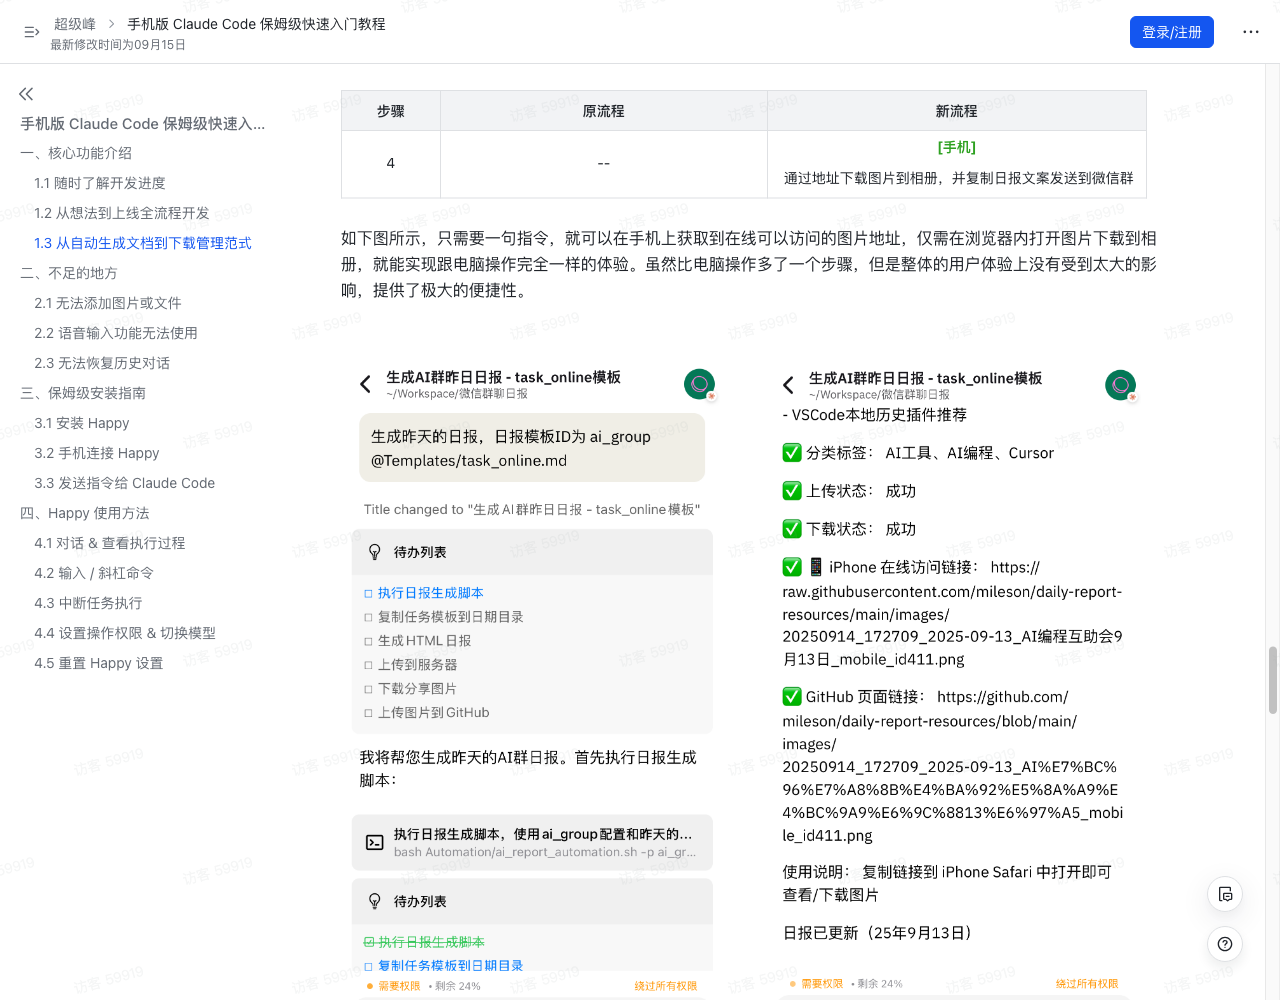 超级峰 > 手机版 Claude Code 保姆级快速入门教程
最新修改时间为09月15日
登录/注册
手机版 Claude Code 保姆级快速入...
一、核心功能介绍
1.1 随时了解开发进度
1.2 从想法到上线全流程开发
1.3 从自动生成文档到下载管理范式
二、不足的地方
2.1 无法添加图片或文件
2.2 语音输入功能无法使用
2.3 无法恢复历史对话
三、保姆级安装指南
3.1 安装 Happy
3.2 手机连接 Happy
3.3 发送指令给 Claude Code
四、Happy 使用方法
4.1 对话 & 查看执行过程
4.2 输入 / 斜杠命令
4.3 中断任务执行
4.4 设置操作权限 & 切换模型
4.5 重置 Happy 设置
步骤 原流程 新流程
4 -- [手机]
通过地址下载图片到相册，并复制日报文案发送到微信群
如下图所示，只需要一句指令，就可以在手机上获取到在线可以访问的图片地址，仅需在浏览器内打开图片下载到相
册，就能实现跟电脑操作完全一样的体验。虽然比电脑操作多了一个步骤，但是整体的用户体验上没有受到太大的影
响，提供了极大的便捷性。
生成AI群昨日日报 - task_online模板
~/Workspace/微信群聊日报
生成昨天的日报，日报模板ID为 ai_group
@Templates/task_online.md
Title changed to "生成AI群昨日日报 - task_online模板"
待办列表
执行日报生成脚本
复制任务模板到日期目录
生成HTML日报
上传到服务器
下载分享图片
上传图片到GitHub
我将帮您生成昨天的AI群日报。首先执行日报生成
脚本：
执行日报生成脚本，使用ai_group配置和昨天的...
bash Automation/ai_report_automation.sh -p ai_gr...
待办列表
执行日报生成脚本
复制任务模板到日期目录
需要权限 • 剩余 24% 绕过所有权限
生成AI群昨日日报 - task_online模板
~/Workspace/微信群聊日报
- VSCode本地历史插件推荐
✅ 分类标签： AI工具、AI编程、Cursor
✅ 上传状态： 成功
✅ 下载状态： 成功
✅ 📱 iPhone 在线访问链接： https://
raw.githubusercontent.com/mileson/daily-report-
resources/main/images/
20250914_172709_2025-09-13_AI编程互助会9
月13日_mobile_id411.png
✅ GitHub 页面链接： https://github.com/
mileson/daily-report-resources/blob/main/
images/
20250914_172709_2025-09-13_AI%E7%BC%
96%E7%A8%8B%E4%BA%92%E5%8A%A9%E
4%BC%9A9%E6%9C%8813%E6%97%A5_mobi
le_id411.png
使用说明： 复制链接到 iPhone Safari 中打开即可
查看/下载图片
日报已更新（25年9月13日）
需要权限 • 剩余 24% 绕过所有权限
访客 59919